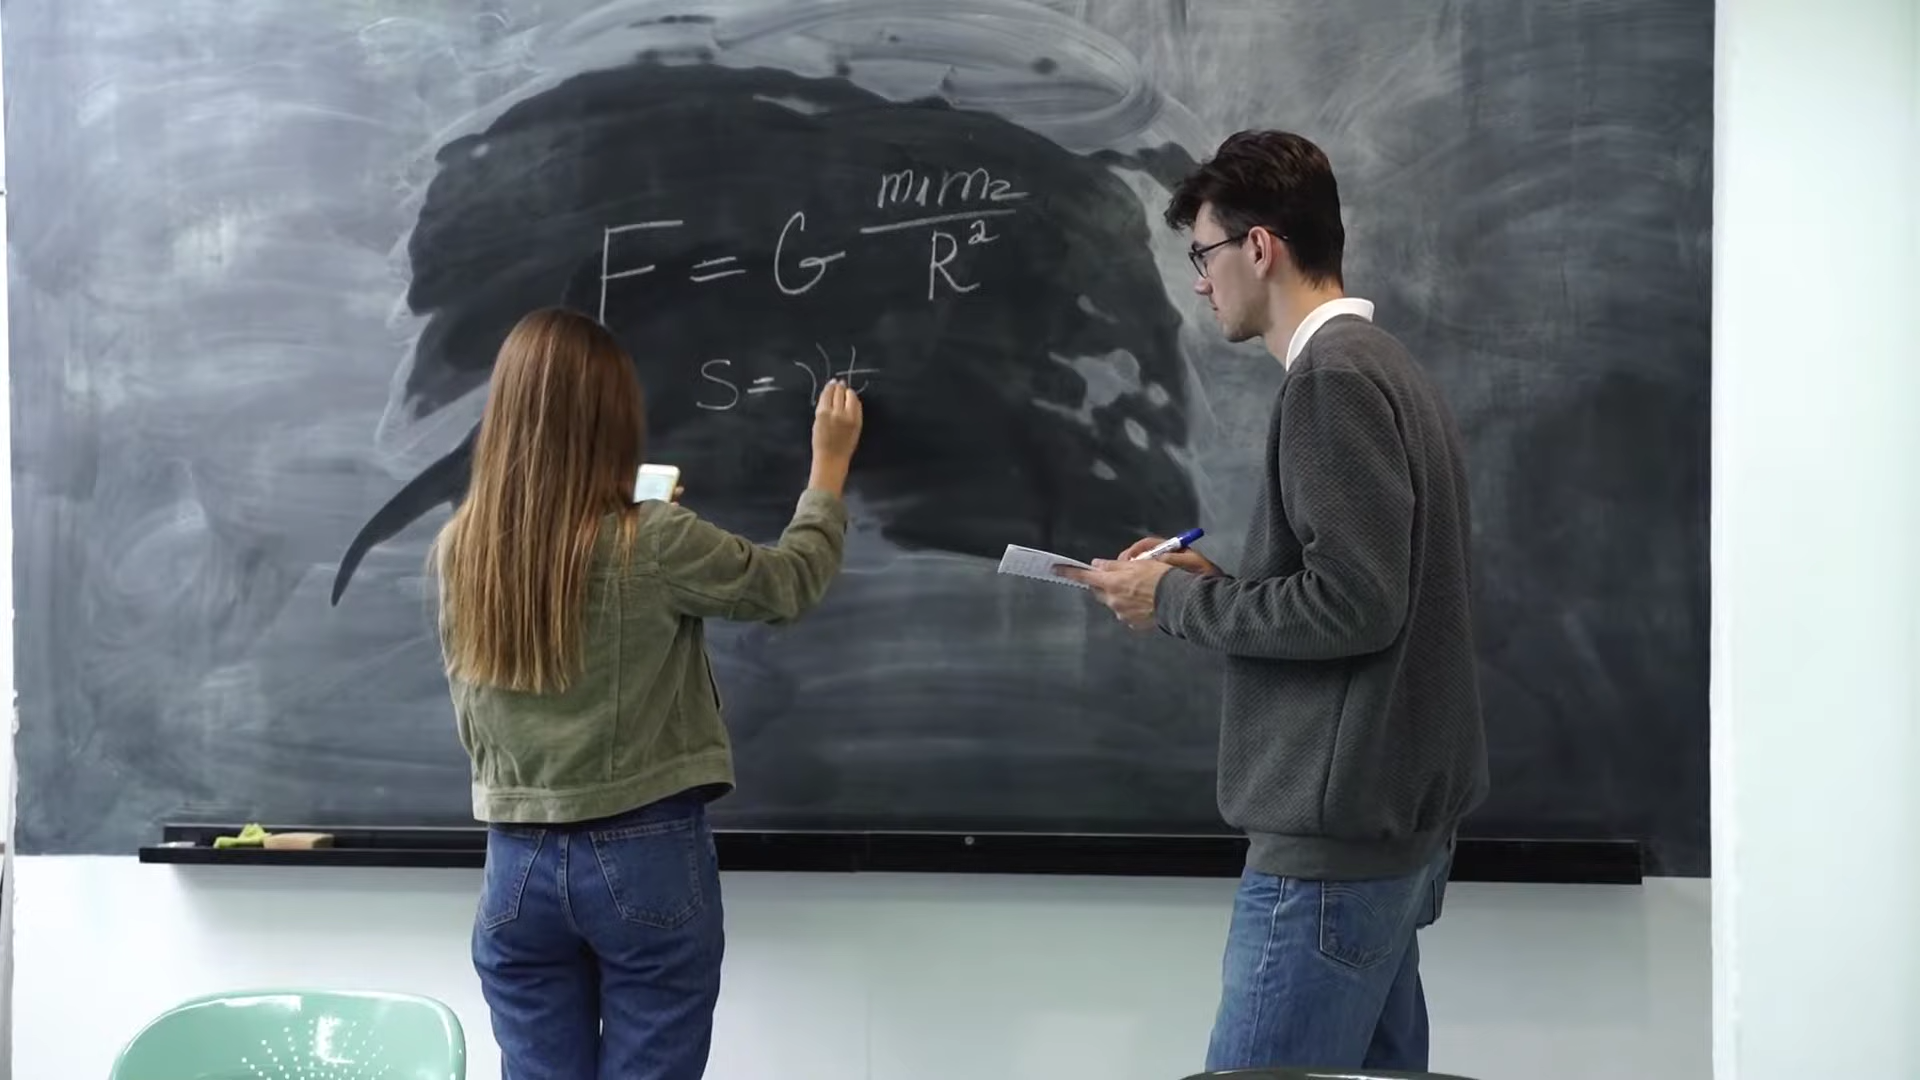 F = G m₁m₂/R²
S = Vt